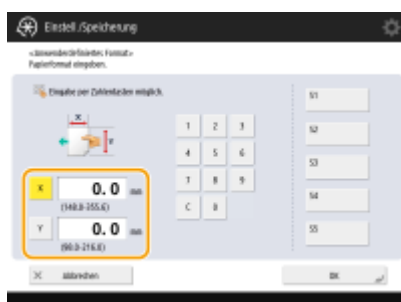 Einstell./Speicherung
<Anwenderdefiniertes Format>
Papierformat eingeben.
Eingabe per Zahlentasten möglich.
X
Y
X 0. 0 mm
(148.0-355.6)
Y 0. 0 mm
(98.0-216.0)
1 2 3
4 5 6
7 8 9
C 0
S1
S2
S3
S4
S5
Abbrechen
OK